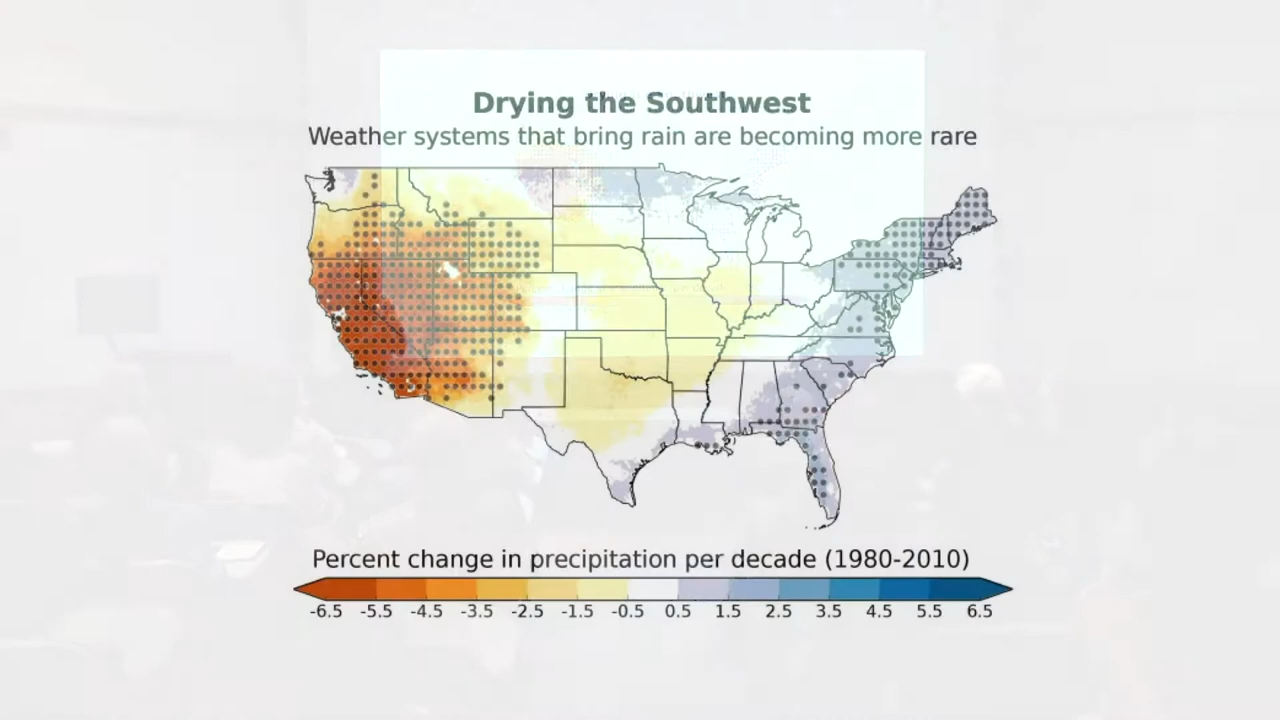 Drying the Southwest
Weather systems that bring rain are becoming more rare
Percent change in precipitation per decade (1980-2010)
-6.5 -5.5 -4.5 -3.5 -2.5 -1.5 -0.5 0.5 1.5 2.5 3.5 4.5 5.5 6.5